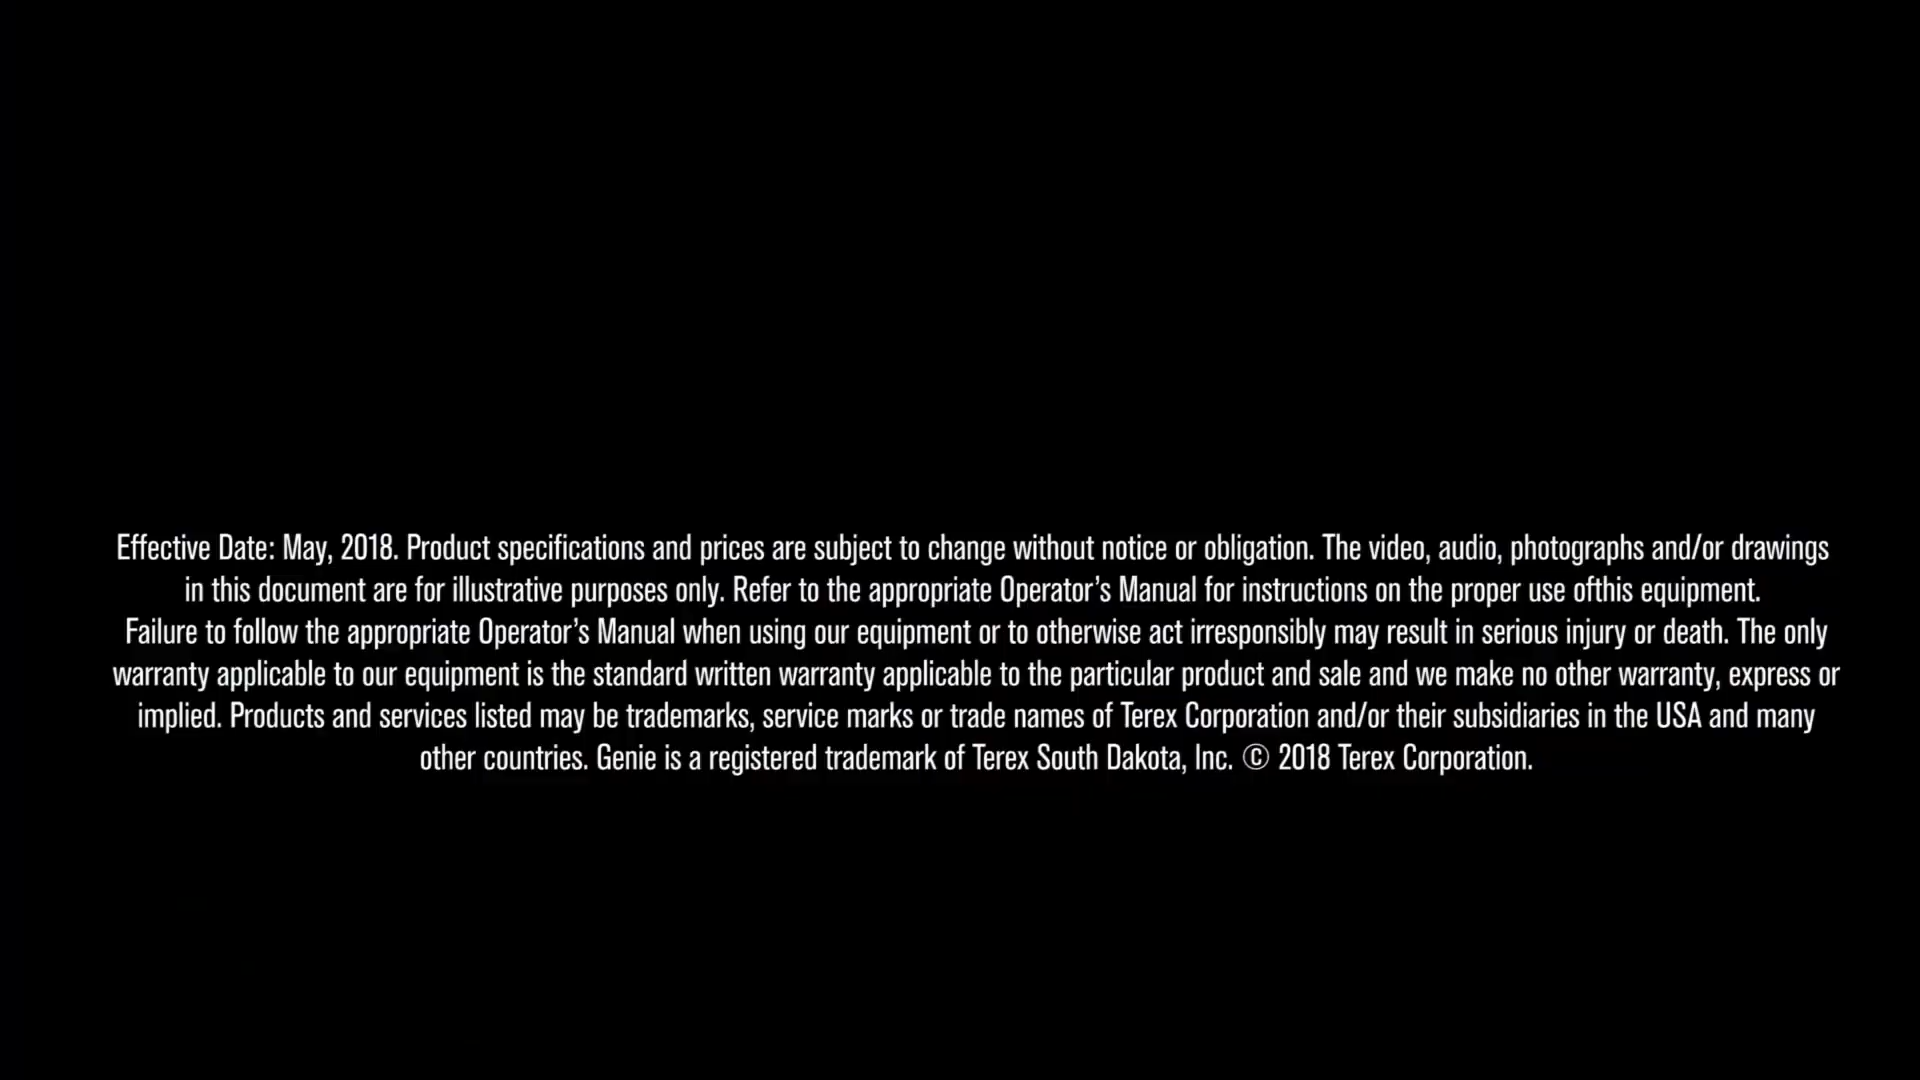 Effective Date: May, 2018. Product specifications and prices are subject to change without notice or obligation. The video, audio, photographs and/or drawings
in this document are for illustrative purposes only. Refer to the appropriate Operator’s Manual for instructions on the proper use ofthis equipment.
Failure to follow the appropriate Operator’s Manual when using our equipment or to otherwise act irresponsibly may result in serious injury or death. The only
warranty applicable to our equipment is the standard written warranty applicable to the particular product and sale and we make no other warranty, express or
implied. Products and services listed may be trademarks, service marks or trade names of Terex Corporation and/or their subsidiaries in the USA and many
other countries. Genie is a registered trademark of Terex South Dakota, Inc. © 2018 Terex Corporation.